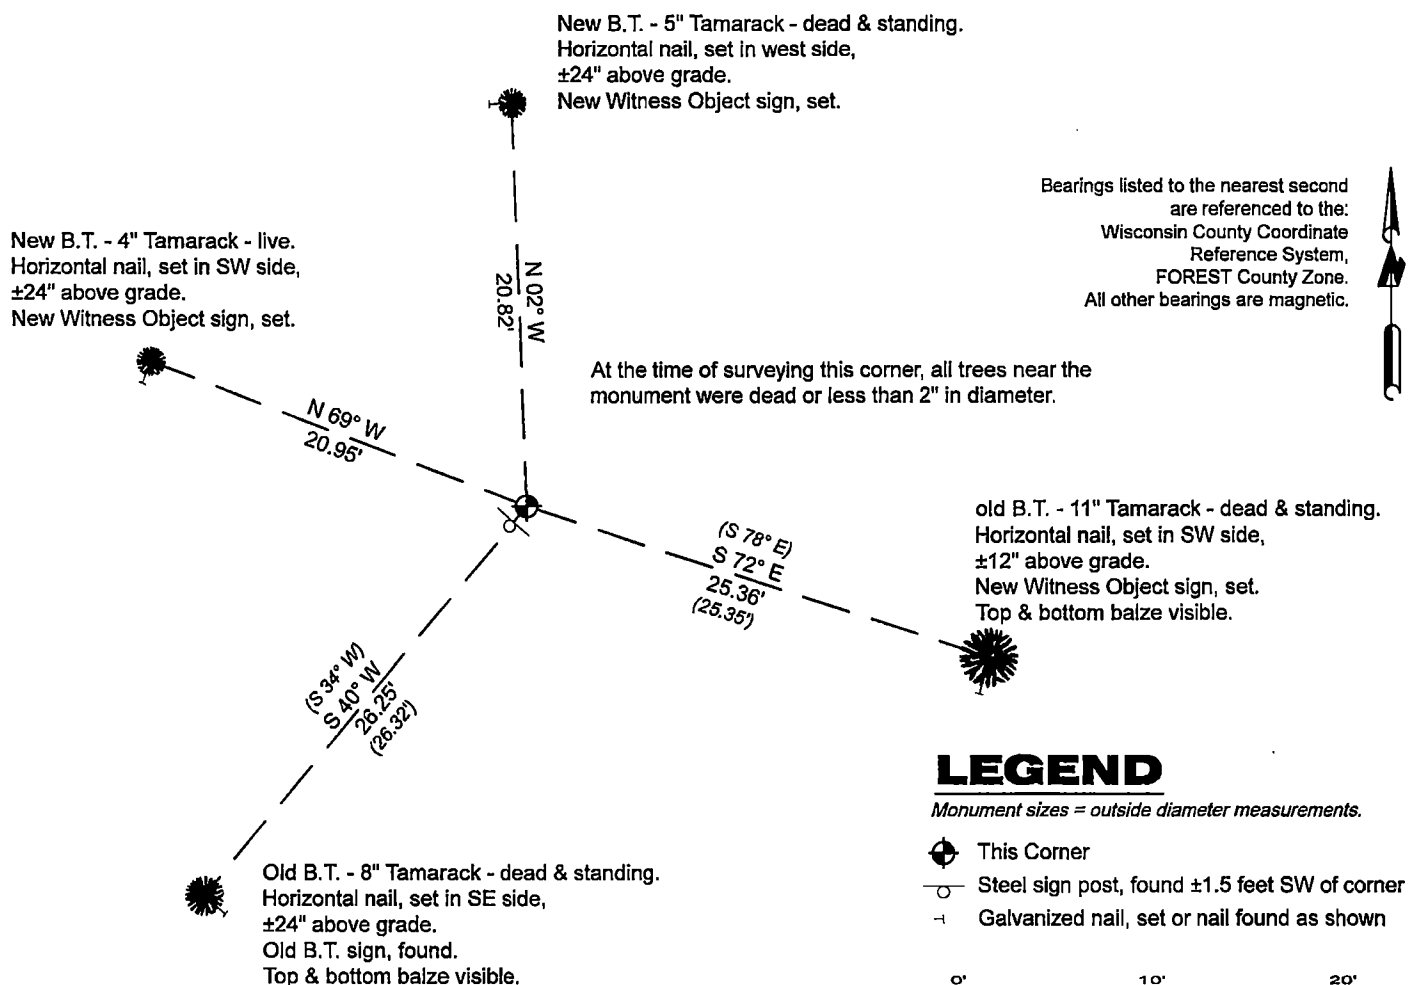 New B.T. - 5" Tamarack - dead & standing.
Horizontal nail, set in west side,
±24" above grade.
New Witness Object sign, set.
Bearings listed to the nearest second
are referenced to the:
Wisconsin County Coordinate
Reference System,
FOREST County Zone.
All other bearings are magnetic.
New B.T. - 4" Tamarack - live.
Horizontal nail, set in SW side,
±24" above grade.
New Witness Object sign, set.
N 02° W
20.82'
At the time of surveying this corner, all trees near the
monument were dead or less than 2" in diameter.
N 69° W
20.95'
old B.T. - 11" Tamarack - dead & standing.
Horizontal nail, set in SW side,
±12" above grade.
New Witness Object sign, set.
Top & bottom balze visible.
(S 78° E)
S 72° E
25.36'
(25.35')
(S 34° W)
S 40° W
26.25'
(26.32')
Old B.T. - 8" Tamarack - dead & standing.
Horizontal nail, set in SE side,
±24" above grade.
Old B.T. sign, found.
Top & bottom balze visible.
LEGEND
Monument sizes = outside diameter measurements.
This Corner
Steel sign post, found ±1.5 feet SW of corner
Galvanized nail, set or nail found as shown
0' 10' 20'